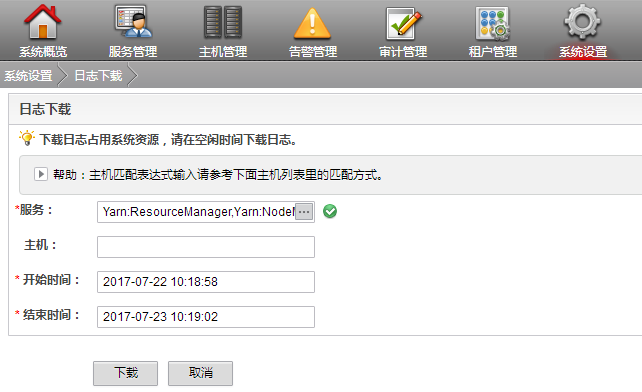 系统概览 服务管理 主机管理 告警管理 审计管理 租户管理 系统设置
系统设置 日志下载
日志下载
下载日志占用系统资源，请在空闲时间下载日志。
帮助：主机匹配表达式输入请参考下面主机列表里的匹配方式。
*服务： Yarn:ResourceManager,Yarn:NodeM ...
主机：
* 开始时间： 2017-07-22 10:18:58
* 结束时间： 2017-07-23 10:19:02
下载 取消